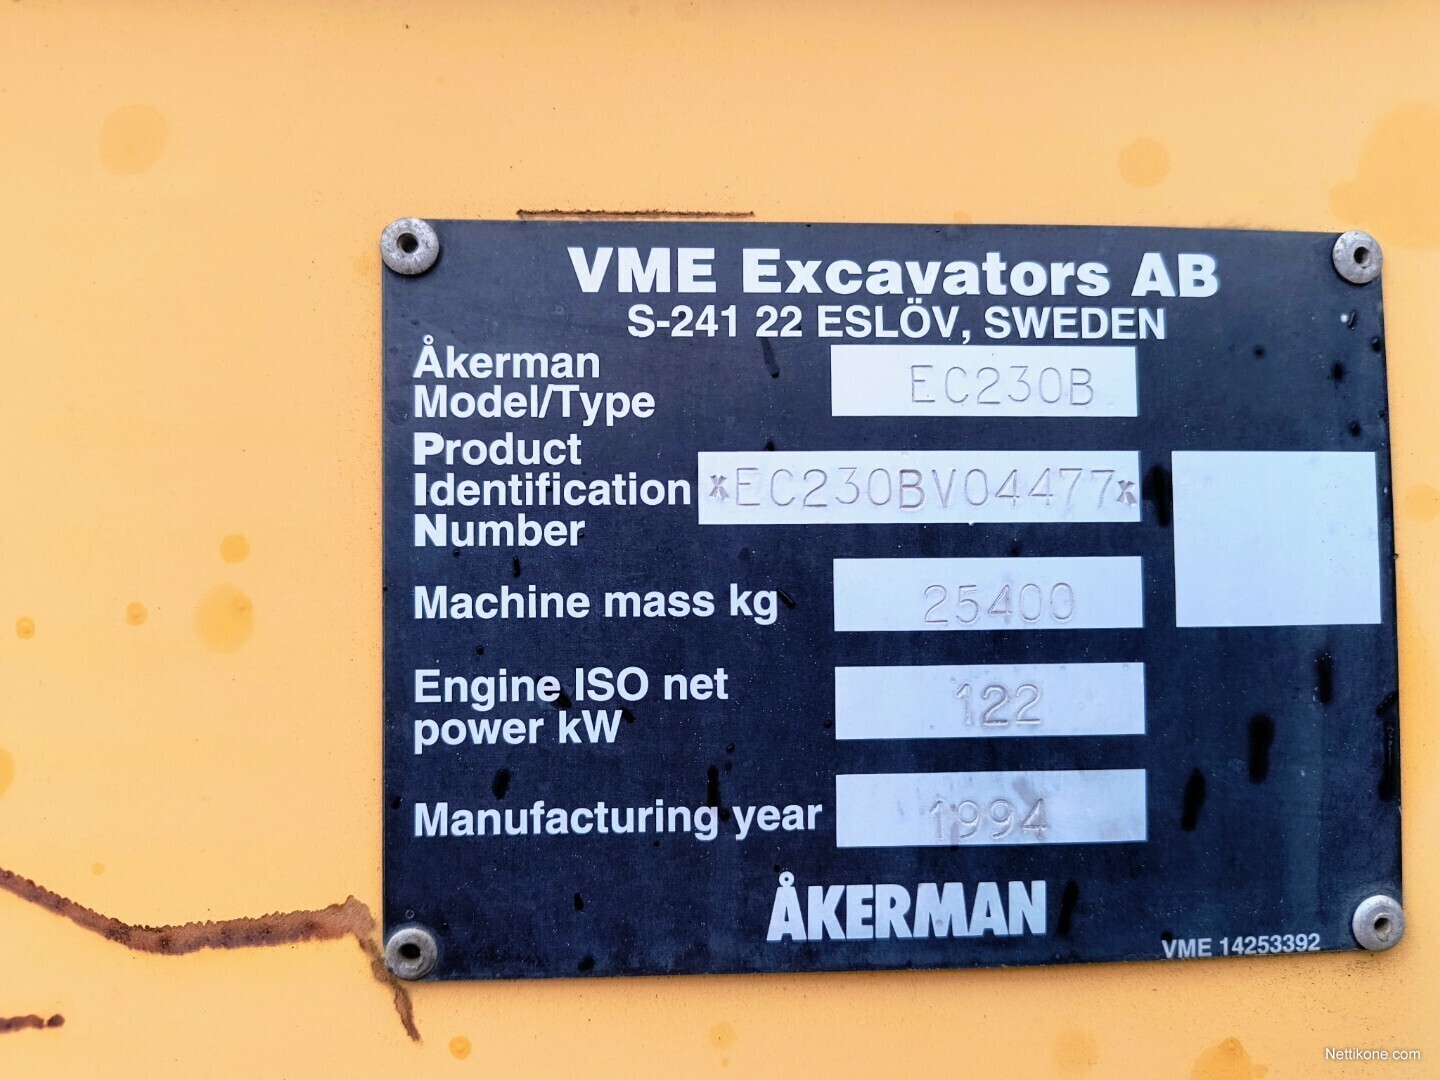 VME Excavators AB
S-241 22 ESLÖV, SWEDEN
Åkerman
Model/Type
EC230B
Product
Identification
Number
*EC230BV04477*
Machine mass kg
25400
Engine ISO net
power kW
122
Manufacturing year
1994
ÅKERMAN
VME 14253392
Nettikone.com